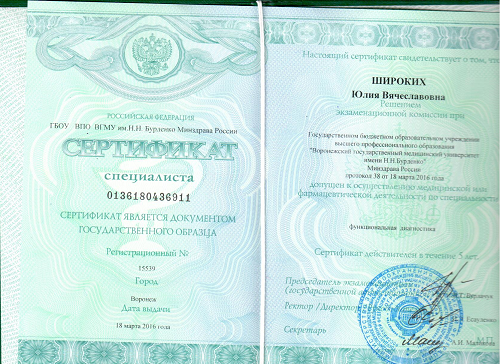 РОССИЙСКАЯ ФЕДЕРАЦИЯ
ГБОУ ВПО ВГМУ им.Н.Н. Бурденко Минздрава России
СЕРТИФИКАТ
специалиста
0136180436911
СЕРТИФИКАТ ЯВЛЯЕТСЯ ДОКУМЕНТОМ
ГОСУДАРСТВЕННОГО ОБРАЗЦА
Регистрационный №
15539
Город
Воронеж
Дата выдачи
18 марта 2016 года
Настоящий сертификат свидетельствует о том, что
ШИРОКИХ
Юлия Вячеславовна
Решением
экзаменационной комиссии при
Государственном бюджетном образовательном учреждении
высшего профессионального образования
"Воронежский государственный медицинский университет
имени Н.Н.Бурденко"
Минздрава России
протокол 38 от 18 марта 2016 года
допущен к осуществлению медицинской или
фармацевтической деятельности по специальности
функциональная диагностика
Сертификат действителен в течение 5 лет.
Председатель
Ректор /
Секретарь
И.Э. Есауленко
М.П.